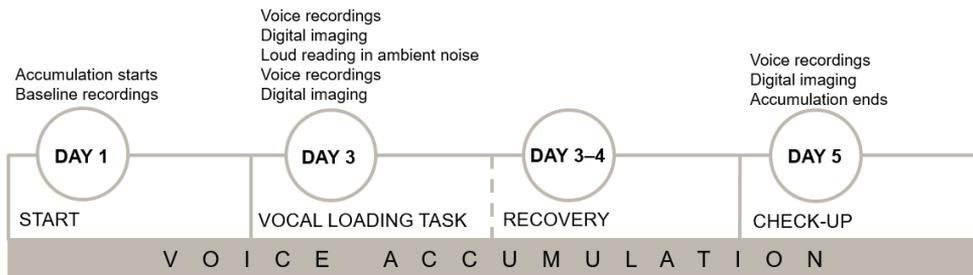 Accumulation starts
Baseline recordings
DAY 1
START
Voice recordings
Digital imaging
Loud reading in ambient noise
Voice recordings
Digital imaging
DAY 3
VOCAL LOADING TASK
DAY 3–4
RECOVERY
Voice recordings
Digital imaging
Accumulation ends
DAY 5
CHECK-UP
VOICE ACCUMULATION